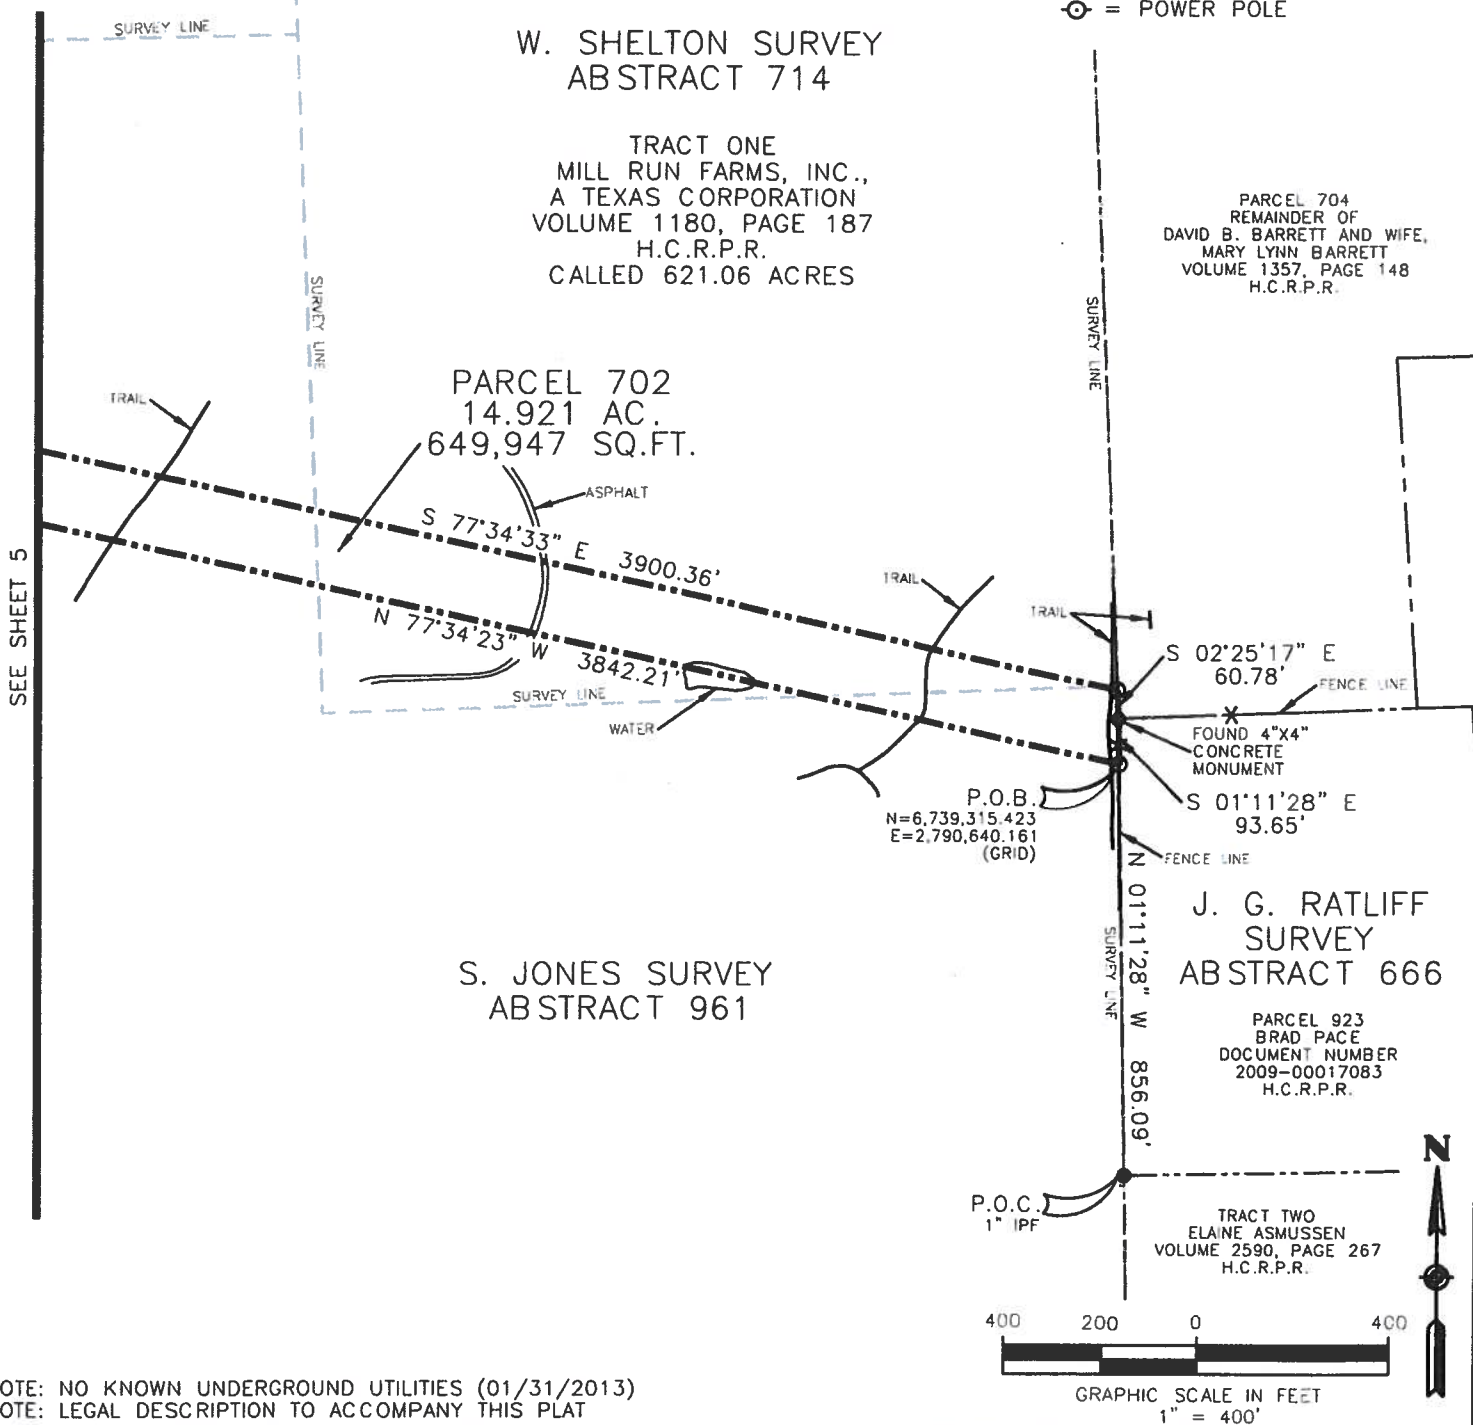 = POWER POLE
SURVEY LINE
W. SHELTON SURVEY
ABSTRACT 714
TRACT ONE
MILL RUN FARMS, INC.,
A TEXAS CORPORATION
VOLUME 1180, PAGE 187
H.C.R.P.R.
CALLED 621.06 ACRES
PARCEL 704
REMAINDER OF
DAVID B. BARRETT AND WIFE,
MARY LYNN BARRETT
VOLUME 1357, PAGE 148
H.C.R.P.R.
SURVEY LINE
SURVEY LINE
TRAIL
PARCEL 702
14.921 AC.
649,947 SQ.FT.
ASPHALT
S 77°34'33" E 3900.36'
N 77°34'23" W 3842.21'
SEE SHEET 5
TRAIL
TRAIL
S 02°25'17" E
60.78'
FENCE LINE
SURVEY LINE
WATER
FOUND 4"X4"
CONCRETE
MONUMENT
P.O.B.
N=6,739,315.423
E=2,790,640.161
(GRID)
S 01°11'28" E
93.65'
FENCE LINE
N 01°11'28" W 856.09'
SURVEY LINE
J. G. RATLIFF
SURVEY
ABSTRACT 666
S. JONES SURVEY
ABSTRACT 961
PARCEL 923
BRAD PACE
DOCUMENT NUMBER
2009-00017083
H.C.R.P.R.
N
P.O.C.
1" IPF
TRACT TWO
ELAINE ASMUSSEN
VOLUME 2590, PAGE 267
H.C.R.P.R.
400 200 0 400
GRAPHIC SCALE IN FEET
1" = 400'
OTE: NO KNOWN UNDERGROUND UTILITIES (01/31/2013)
OTE: LEGAL DESCRIPTION TO ACCOMPANY THIS PLAT